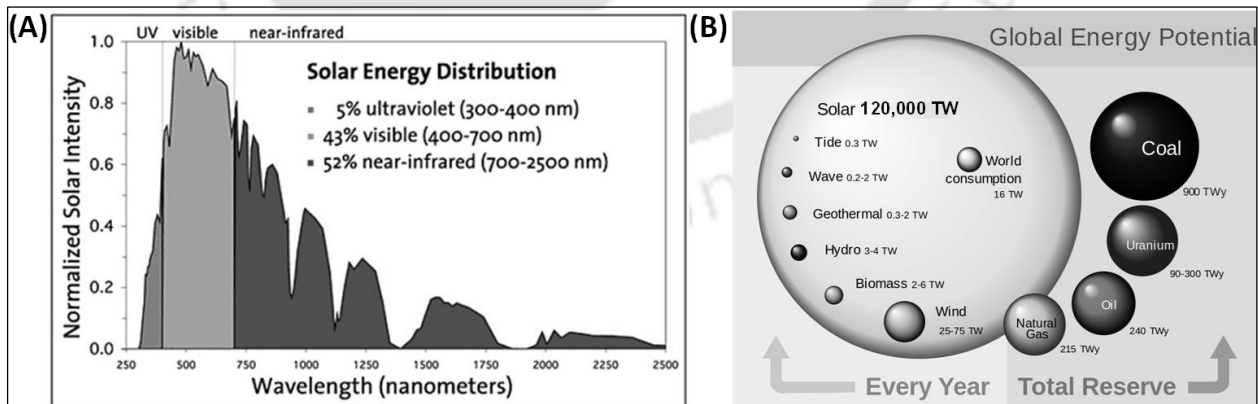 (A)
UV visible near-infrared
Solar Energy Distribution
5% ultraviolet (300-400 nm)
43% visible (400-700 nm)
52% near-infrared (700-2500 nm)
Normalized Solar Intensity
1.0
0.8
0.6
0.4
0.2
0.0
250 500 750 1000 1250 1500 1750 2000 2250 2500
Wavelength (nanometers)
(B)
Global Energy Potential
Solar 120,000 TW
Tide 0.3 TW
Wave 0.2-2 TW
Geothermal 0.3-2 TW
Hydro 3-4 TW
Biomass 2-6 TW
Wind
25-75 TW
World
consumption
16 TW
Coal
900 TWy
Uranium
90-300 TWy
Oil
240 TWy
Natural
Gas
215 TWy
Every Year
Total Reserve